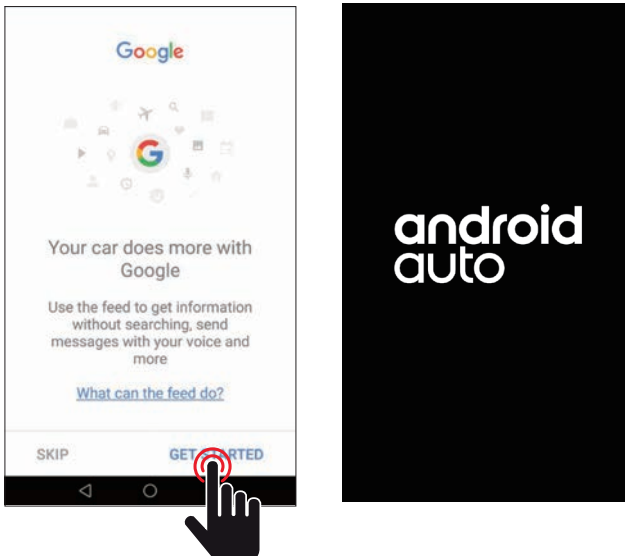 Google
Your car does more with
Google
Use the feed to get information
without searching, send
messages with your voice and
more
What can the feed do?
SKIP
GET STARTED
android
auto